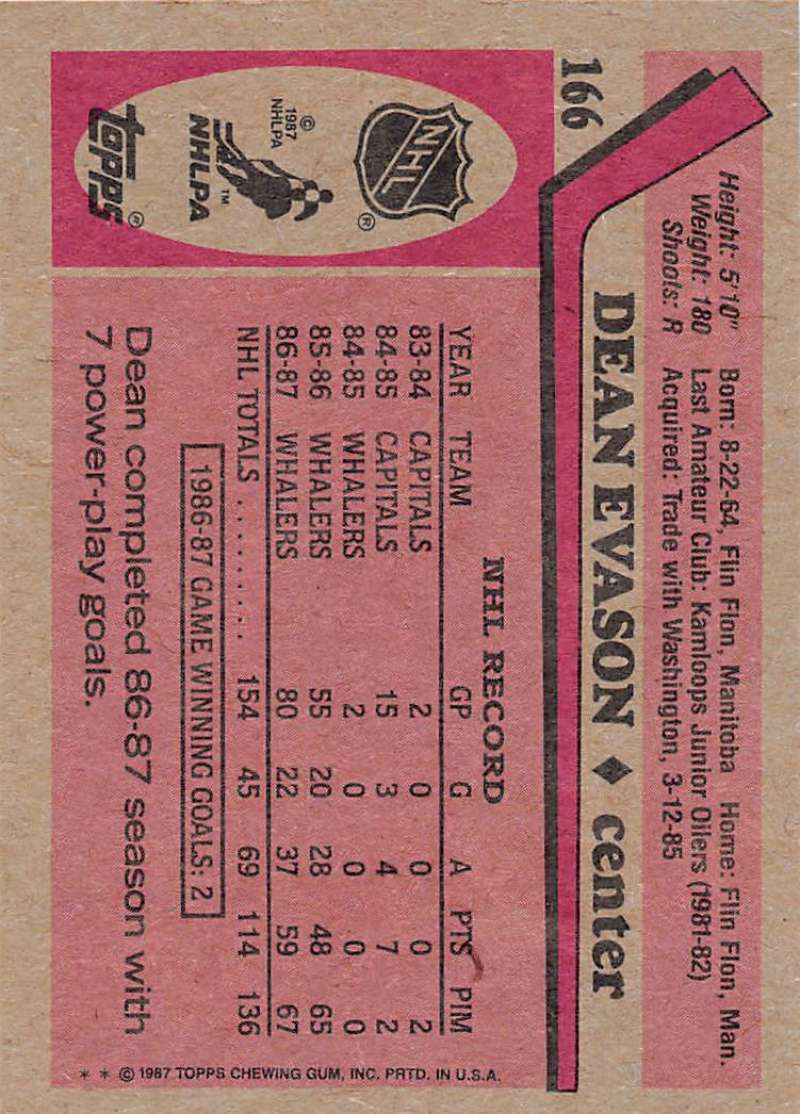 166
Height: 5'10" Born: 8-22-64, Flin Flon, Manitoba Home: Flin Flon, Man.
Weight: 180 Last Amateur Club: Kamloops Junior Oilers (1981-82)
Shoots: R Acquired: Trade with Washington, 3-12-85
DEAN EVASON ♦ center
NHL
®
© 1987 NHLPA
™
NHLPA
topps ®
NHL RECORD
YEAR TEAM GP G A PTS PIM
83-84 CAPITALS 2 0 0 0 2
84-85 CAPITALS 15 3 4 7 2
84-85 WHALERS 2 0 0 0 0
85-86 WHALERS 55 20 28 48 65
86-87 WHALERS 80 22 37 59 67
NHL TOTALS ......... 154 45 69 114 136
1986-87 GAME WINNING GOALS: 2
Dean completed 86-87 season with
7 power-play goals.
* * © 1987 TOPPS CHEWING GUM, INC. PRTD. IN U.S.A.